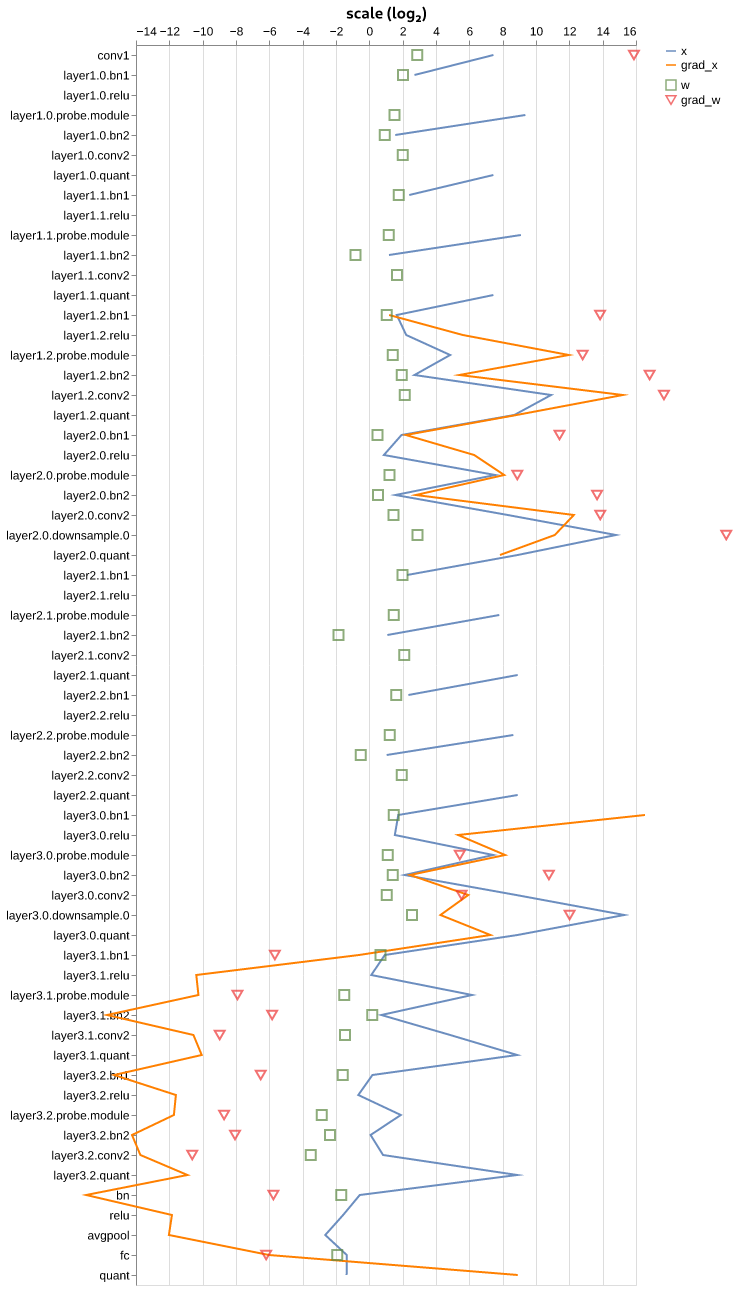 scale (log₂)
−14 −12 −10 −8 −6 −4 −2 0 2 4 6 8 10 12 14 16
x
grad_x
w
grad_w
conv1
layer1.0.bn1
layer1.0.relu
layer1.0.probe.module
layer1.0.bn2
layer1.0.conv2
layer1.0.quant
layer1.1.bn1
layer1.1.relu
layer1.1.probe.module
layer1.1.bn2
layer1.1.conv2
layer1.1.quant
layer1.2.bn1
layer1.2.relu
layer1.2.probe.module
layer1.2.bn2
layer1.2.conv2
layer1.2.quant
layer2.0.bn1
layer2.0.relu
layer2.0.probe.module
layer2.0.bn2
layer2.0.conv2
layer2.0.downsample.0
layer2.0.quant
layer2.1.bn1
layer2.1.relu
layer2.1.probe.module
layer2.1.bn2
layer2.1.conv2
layer2.1.quant
layer2.2.bn1
layer2.2.relu
layer2.2.probe.module
layer2.2.bn2
layer2.2.conv2
layer2.2.quant
layer3.0.bn1
layer3.0.relu
layer3.0.probe.module
layer3.0.bn2
layer3.0.conv2
layer3.0.downsample.0
layer3.0.quant
layer3.1.bn1
layer3.1.relu
layer3.1.probe.module
layer3.1.bn2
layer3.1.conv2
layer3.1.quant
layer3.2.bn1
layer3.2.relu
layer3.2.probe.module
layer3.2.bn2
layer3.2.conv2
layer3.2.quant
bn
relu
avgpool
fc
quant